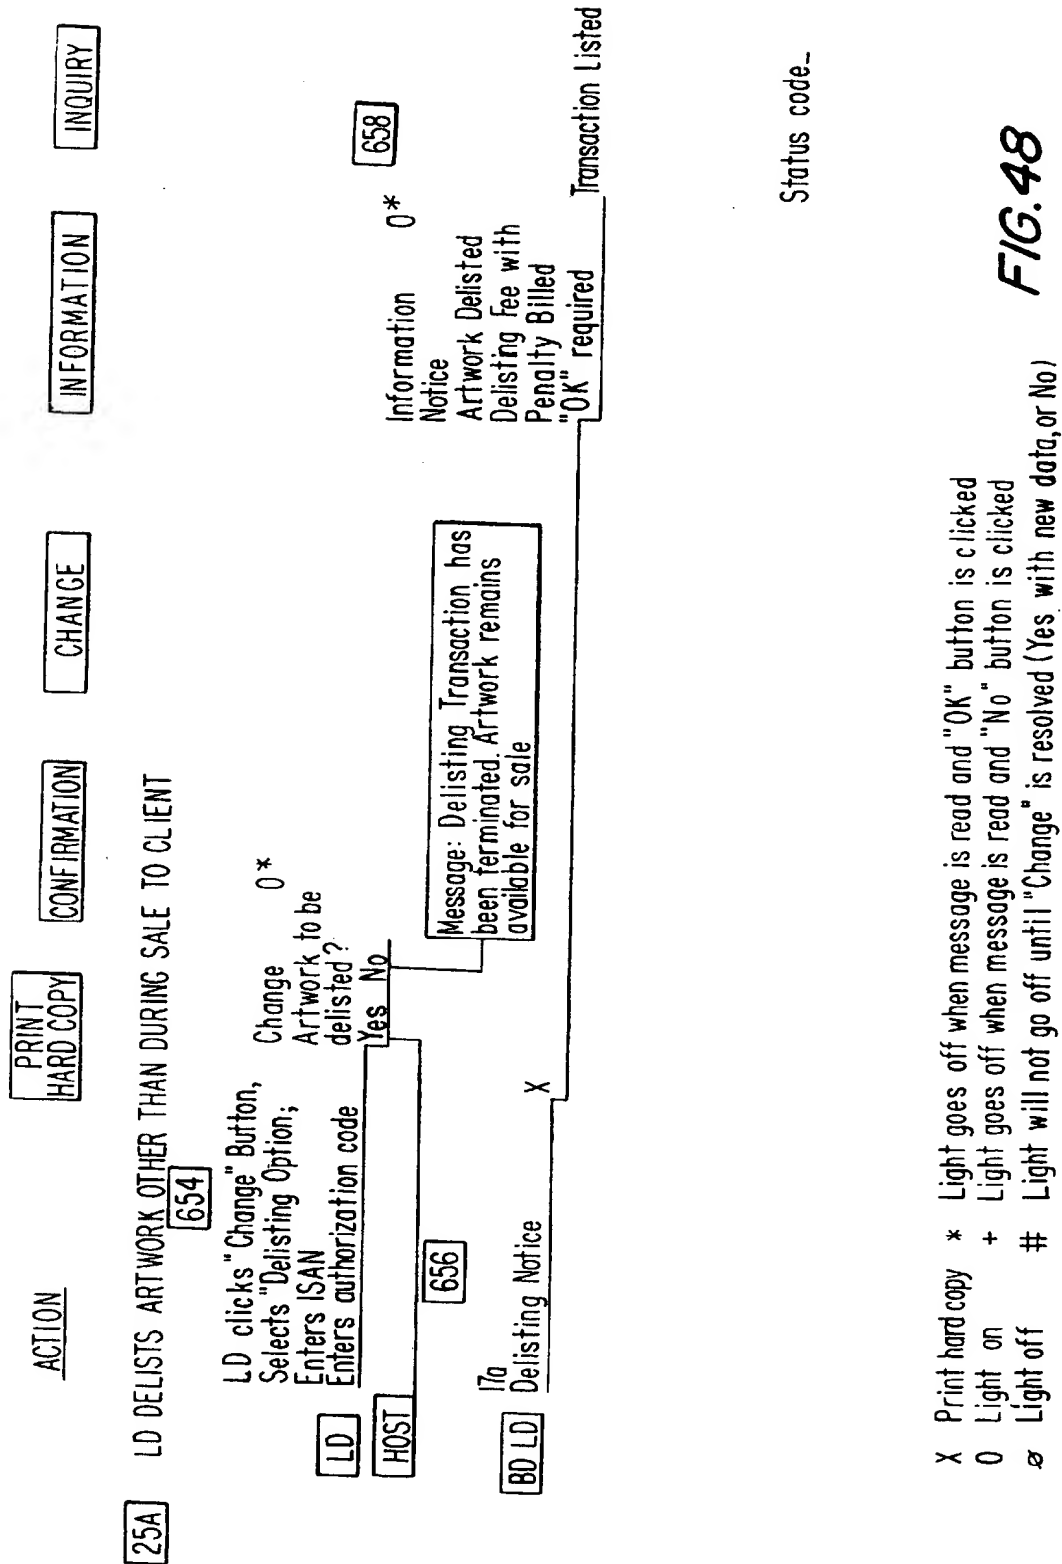 ACTION
PRINT
HARD COPY
CONFIRMATION
CHANGE
INFORMATION
INQUIRY
25A
LD DELISTS ARTWORK OTHER THAN DURING SALE TO CLIENT
654
LD clicks "Change" Button,
Selects "Delisting Option;
Enters ISAN
Enters authorization code
LD
Change O*
Artwork to be
delisted?
Yes No
HOST
656
Message: Delisting Transaction has
been terminated. Artwork remains
available for sale
658
Information O*
Notice
Artwork Delisted
Delisting Fee with
Penalty Billed
"OK" required
17a
BD LD
Delisting Notice
X
Transaction Listed
Status code_
X Print hard copy * Light goes off when message is read and "OK" button is clicked
O Light on + Light goes off when message is read and "No" button is clicked
ø Light off # Light will not go off until "Change" is resolved (Yes with new data, or No)
FIG. 48